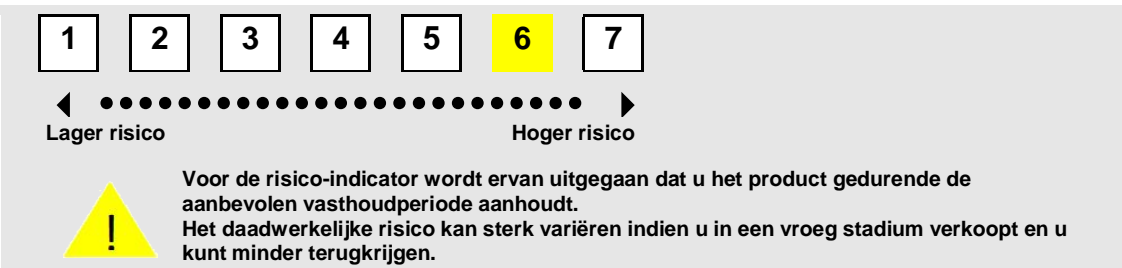 1 2 3 4 5 6 7
Lager risico Hoger risico
Voor de risico-indicator wordt ervan uitgegaan dat u het product gedurende de
aanbevolen vasthoudperiode aanhoudt.
!
Het daadwerkelijke risico kan sterk variëren indien u in een vroeg stadium verkoopt en u
kunt minder terugkrijgen.